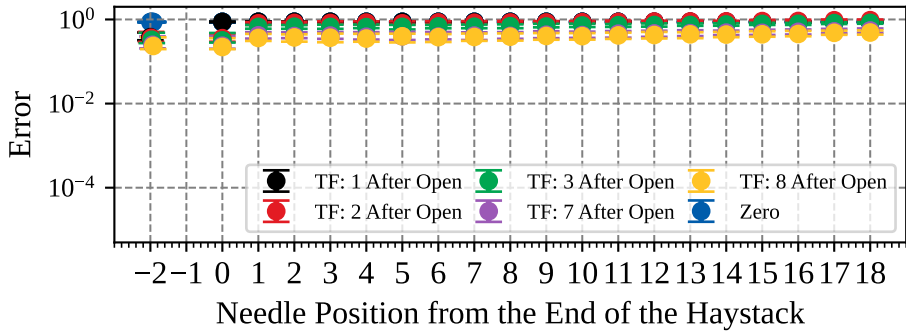 Error
10⁰
10⁻²
10⁻⁴
TF: 1 After Open
TF: 2 After Open
TF: 3 After Open
TF: 7 After Open
TF: 8 After Open
Zero
−2 −1 0 1 2 3 4 5 6 7 8 9 10 11 12 13 14 15 16 17 18
Needle Position from the End of the Haystack